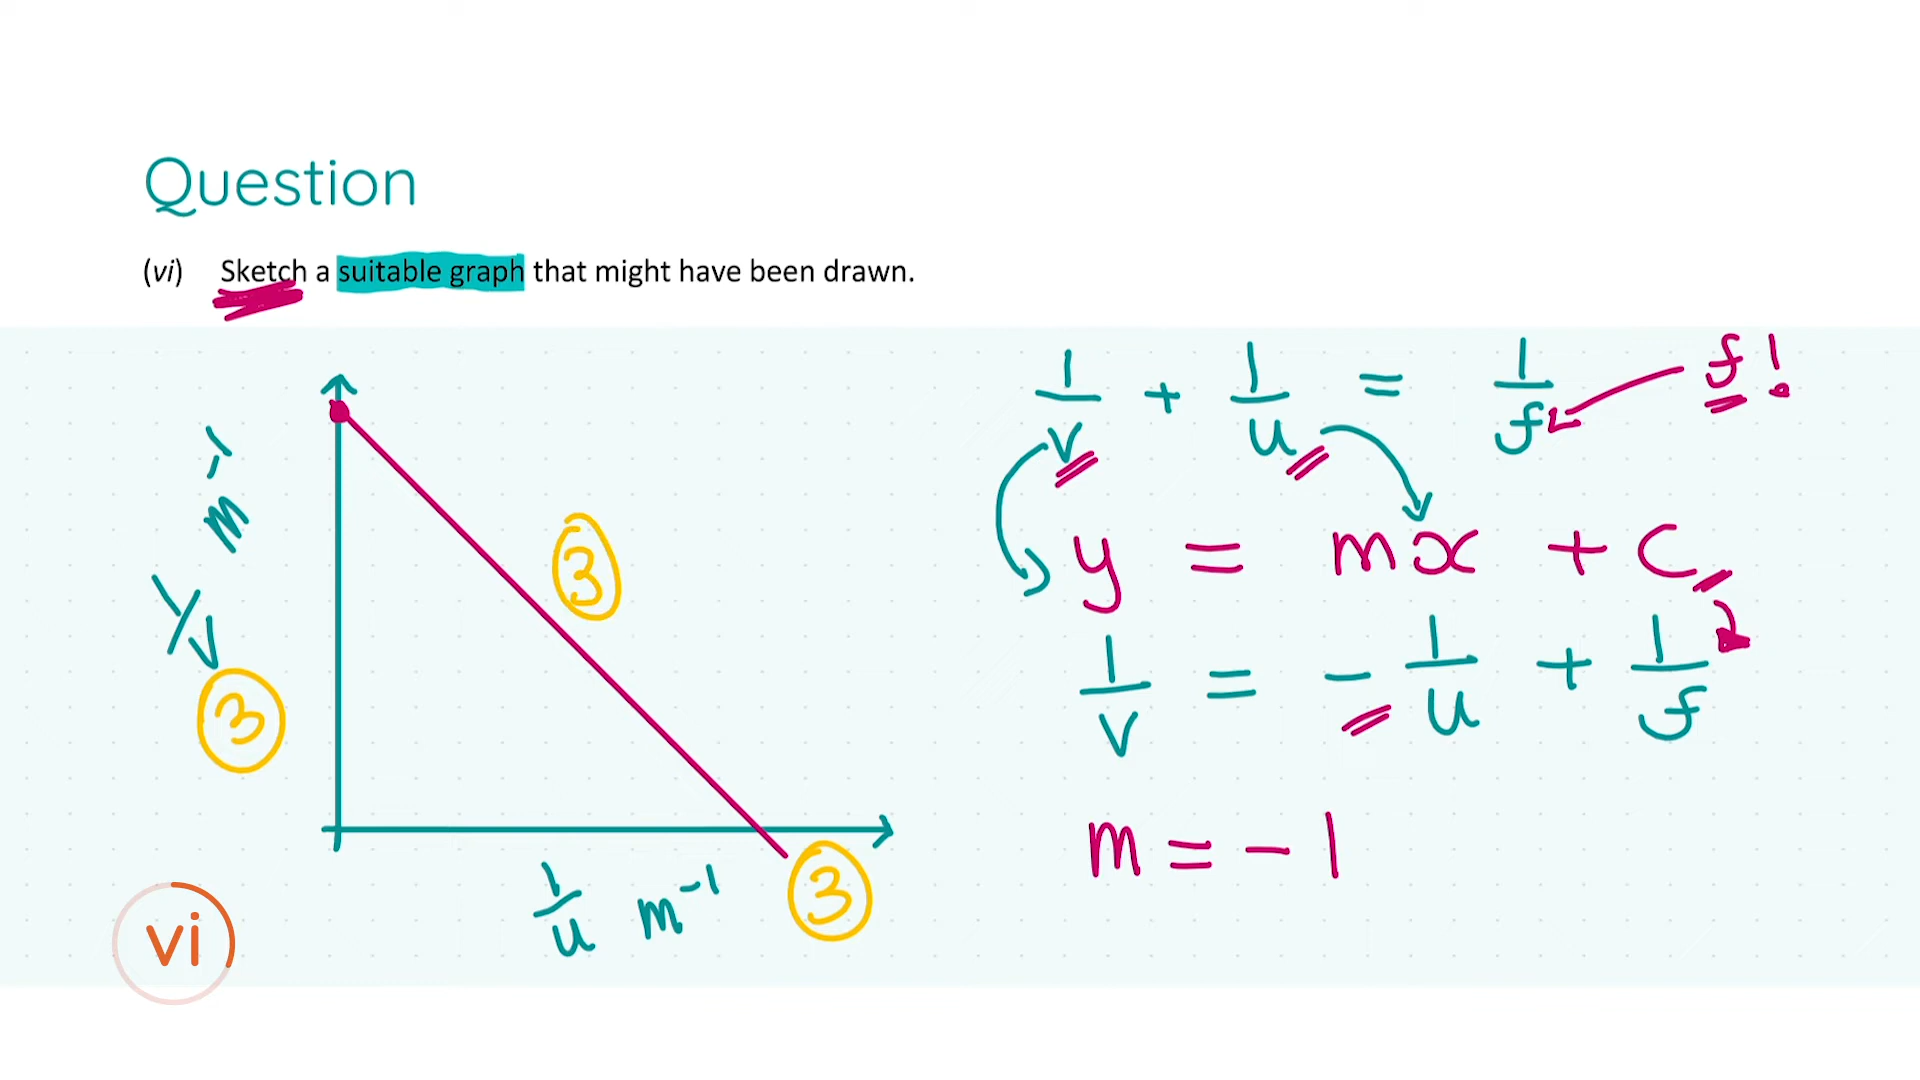 Question
(vi) Sketch a suitable graph that might have been drawn.
1/v + 1/u = 1/f
f!
y = mx + c
1/v = - 1/u + 1/f
m = -1
1/v m⁻¹
3
3
1/u m⁻¹
3
vi